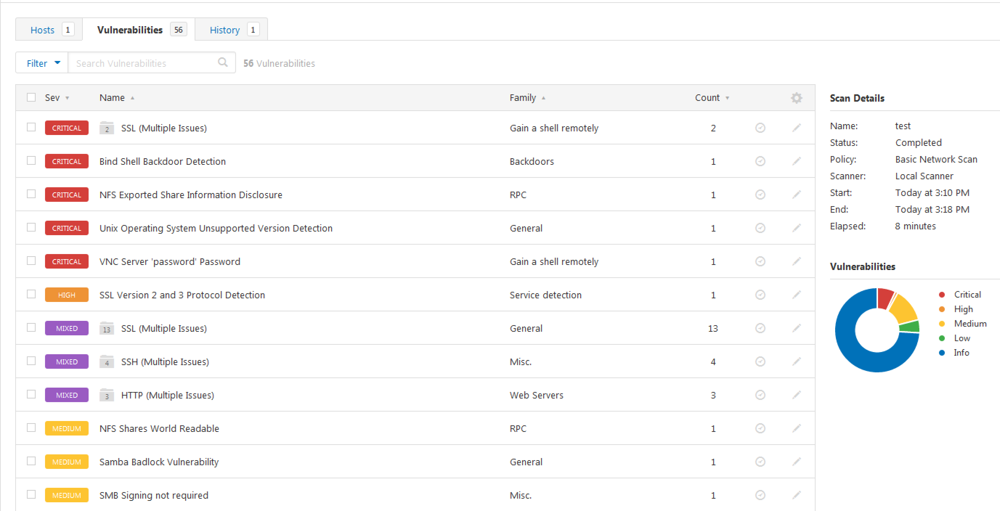 Hosts 1 Vulnerabilities 56 History 1
Filter Search Vulnerabilities 56 Vulnerabilities
Sev Name Family Count
CRITICAL 2 SSL (Multiple Issues) Gain a shell remotely 2
CRITICAL Bind Shell Backdoor Detection Backdoors 1
CRITICAL NFS Exported Share Information Disclosure RPC 1
CRITICAL Unix Operating System Unsupported Version Detection General 1
CRITICAL VNC Server 'password' Password Gain a shell remotely 1
HIGH SSL Version 2 and 3 Protocol Detection Service detection 1
MIXED 13 SSL (Multiple Issues) General 13
MIXED 4 SSH (Multiple Issues) Misc. 4
MIXED 3 HTTP (Multiple Issues) Web Servers 3
MEDIUM NFS Shares World Readable RPC 1
MEDIUM Samba Badlock Vulnerability General 1
MEDIUM SMB Signing not required Misc. 1
Scan Details
Name: test
Status: Completed
Policy: Basic Network Scan
Scanner: Local Scanner
Start: Today at 3:10 PM
End: Today at 3:18 PM
Elapsed: 8 minutes
Vulnerabilities
Critical
High
Medium
Low
Info